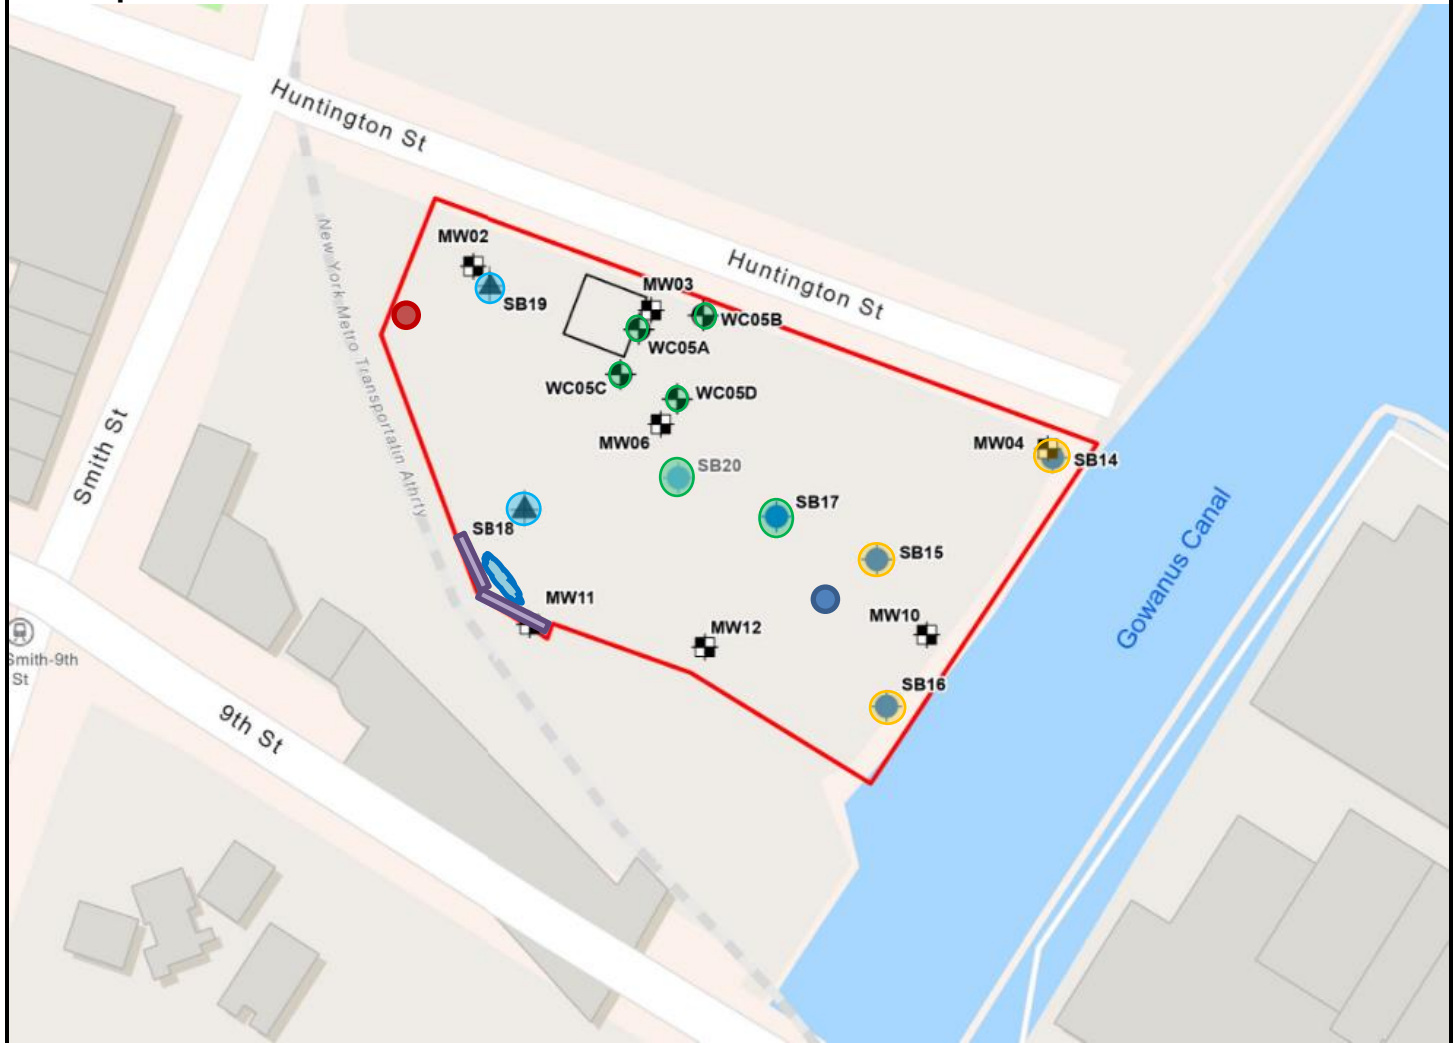 Huntington St
MW02
SB19
MW03
Huntington St
WC05B
WC05A
WC05C
WC05D
MW06
MW04
SB14
SB20
SB17
SB18
SB15
MW11
MW12
MW10
SB16
New York Metro Transportatin Athrty
Smith St
Gowanus Canal
Smith-9th
St
9th St